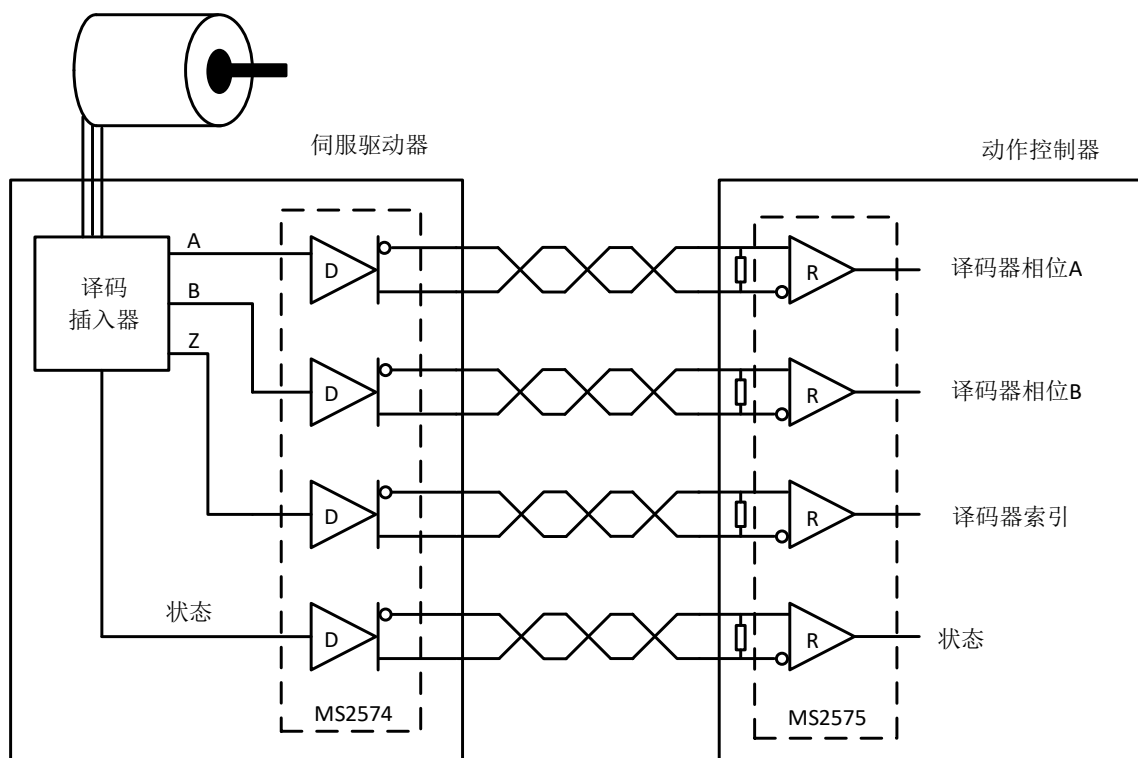 伺服驱动器
动作控制器
译码
插入器
A
B
Z
D
R
译码器相位A
D
R
译码器相位B
D
R
译码器索引
状态
D
R
状态
MS2574
MS2575